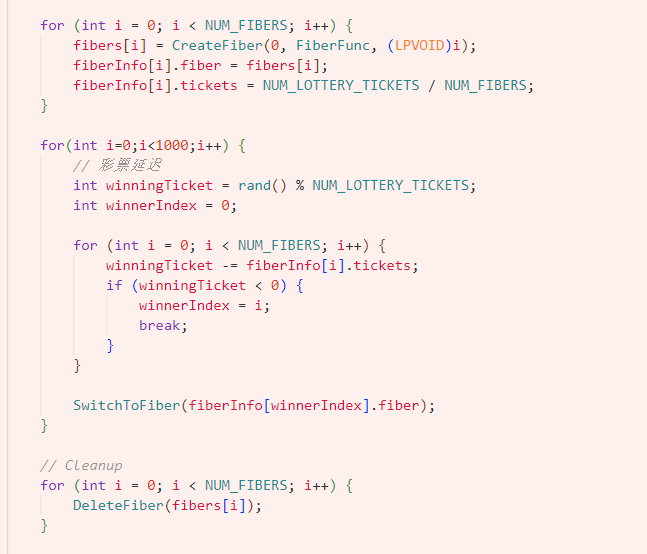 for (int i = 0; i < NUM_FIBERS; i++) {
fibers[i] = CreateFiber(0, FiberFunc, (LPVOID)i);
fiberInfo[i].fiber = fibers[i];
fiberInfo[i].tickets = NUM_LOTTERY_TICKETS / NUM_FIBERS;
}
for(int i=0;i<1000;i++) {
// 彩票延迟
int winningTicket = rand() % NUM_LOTTERY_TICKETS;
int winnerIndex = 0;
for (int i = 0; i < NUM_FIBERS; i++) {
winningTicket -= fiberInfo[i].tickets;
if (winningTicket < 0) {
winnerIndex = i;
break;
}
}
SwitchToFiber(fiberInfo[winnerIndex].fiber);
}
// Cleanup
for (int i = 0; i < NUM_FIBERS; i++) {
DeleteFiber(fibers[i]);
}